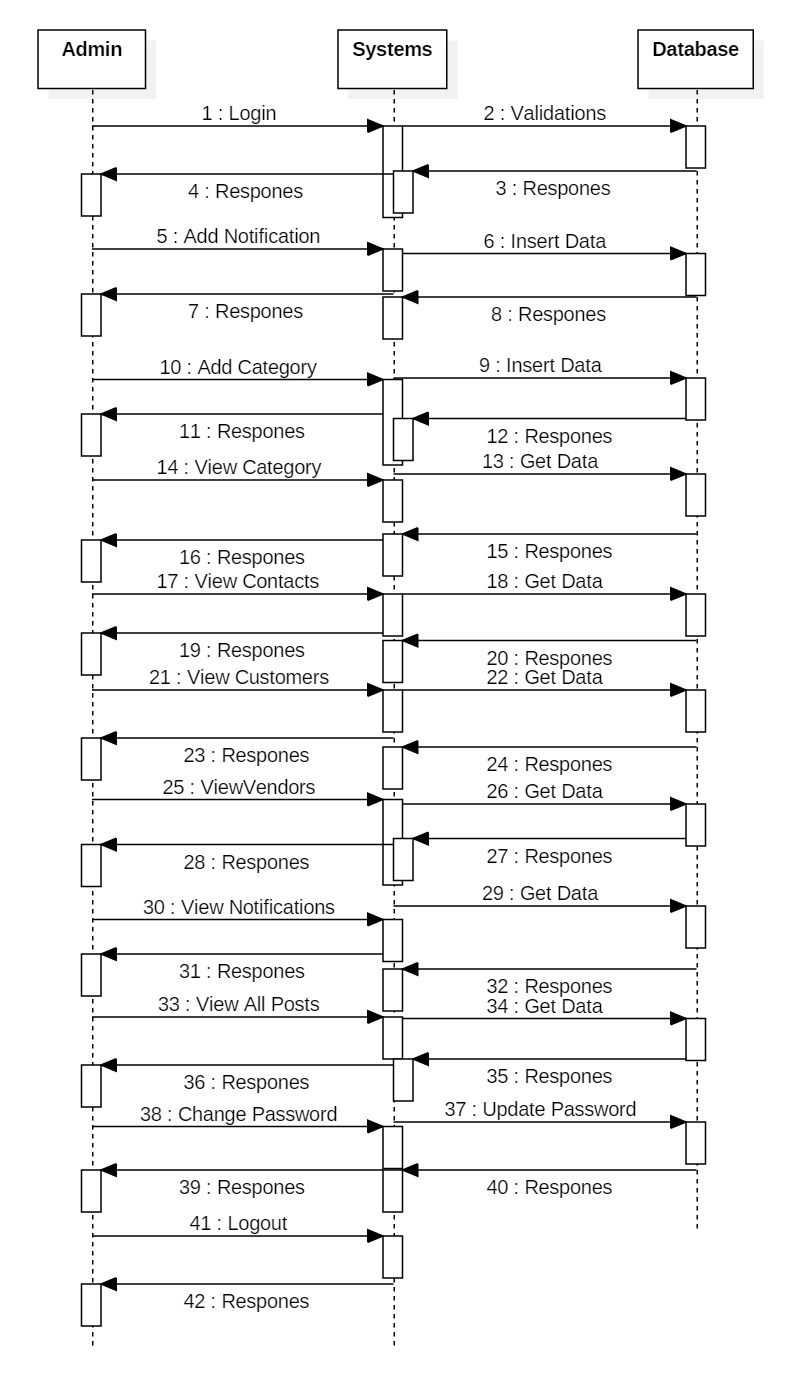 Admin
Systems
Database
1 : Login
2 : Validations
3 : Respones
4 : Respones
5 : Add Notification
6 : Insert Data
7 : Respones
8 : Respones
9 : Insert Data
10 : Add Category
11 : Respones
12 : Respones
13 : Get Data
14 : View Category
15 : Respones
16 : Respones
17 : View Contacts
18 : Get Data
19 : Respones
20 : Respones
21 : View Customers
22 : Get Data
23 : Respones
24 : Respones
25 : ViewVendors
26 : Get Data
27 : Respones
28 : Respones
29 : Get Data
30 : View Notifications
31 : Respones
32 : Respones
33 : View All Posts
34 : Get Data
35 : Respones
36 : Respones
37 : Update Password
38 : Change Password
39 : Respones
40 : Respones
41 : Logout
42 : Respones